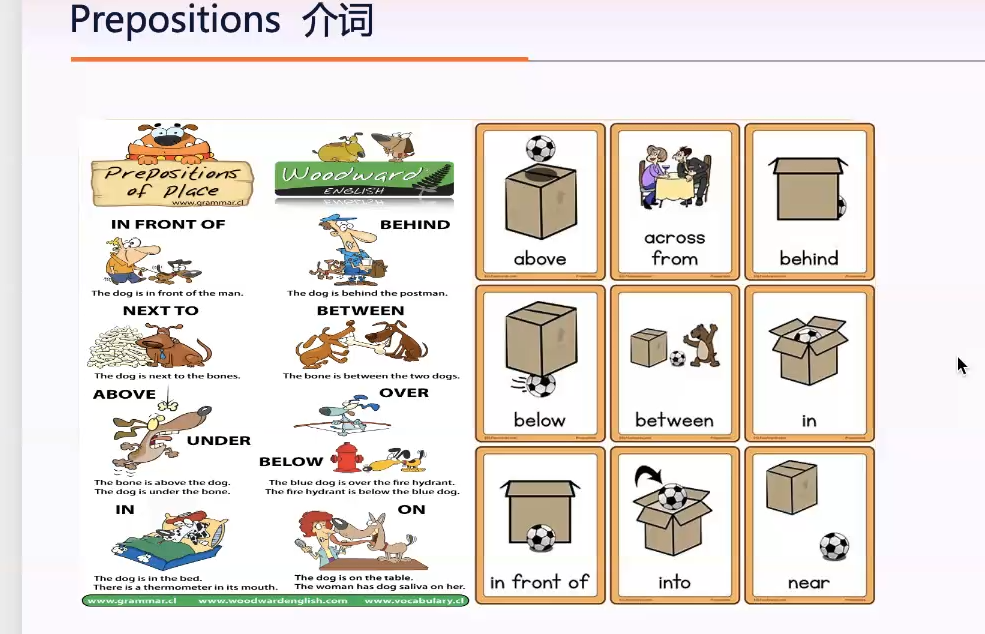 Prepositions 介词
Prepositions
of Place
www.grammar.cl
Woodward
ENGLISH
IN FRONT OF
BEHIND
The dog is in front of the man.
The dog is behind the postman.
NEXT TO
BETWEEN
The dog is next to the bones.
The bone is between the two dogs.
ABOVE
OVER
UNDER
BELOW
The bone is above the dog.
The dog is under the bone.
The blue dog is over the fire hydrant.
The fire hydrant is below the blue dog.
IN
ON
The dog is in the bed.
There is a thermometer in its mouth.
The dog is on the table.
The woman has dog saliva on her.
www.grammar.cl www.woodwardenglish.com www.vocabulary.cl
above
across
from
behind
below
between
in
in front of
into
near